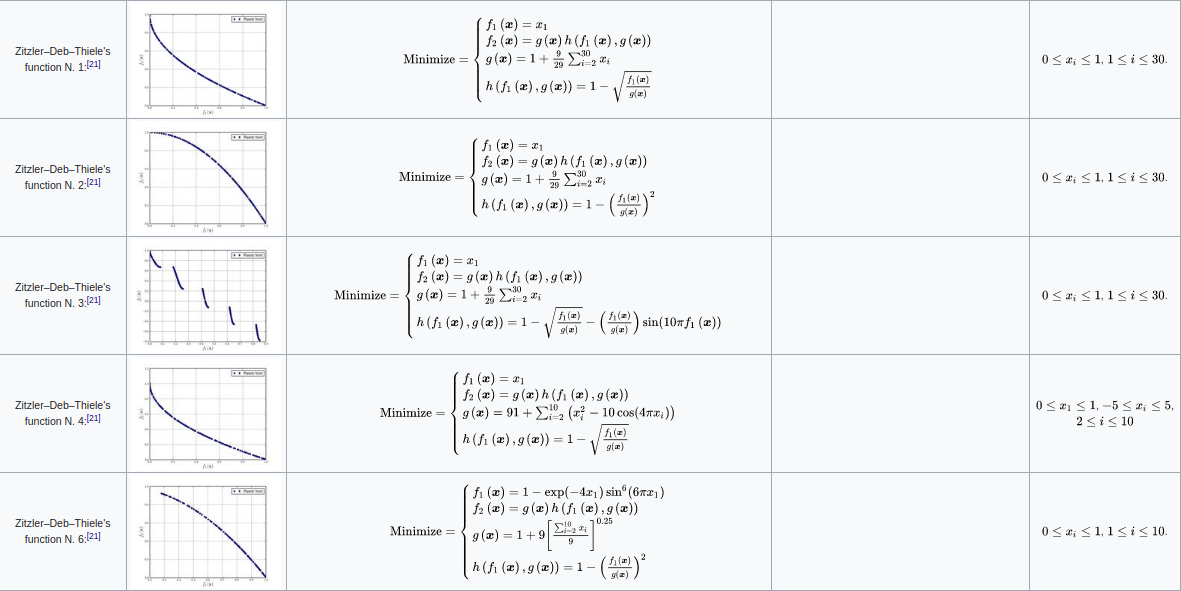 Zitzler–Deb–Thiele's
function N. 1:[21]
Minimize = { f₁(x) = x₁
f₂(x) = g(x) h(f₁(x), g(x))
g(x) = 1 + 9/29 ∑_{i=2}^{30} xᵢ
h(f₁(x), g(x)) = 1 − √(f₁(x)/g(x))
0 ≤ xᵢ ≤ 1, 1 ≤ i ≤ 30.
Zitzler–Deb–Thiele's
function N. 2:[21]
Minimize = { f₁(x) = x₁
f₂(x) = g(x) h(f₁(x), g(x))
g(x) = 1 + 9/29 ∑_{i=2}^{30} xᵢ
h(f₁(x), g(x)) = 1 − (f₁(x)/g(x))²
0 ≤ xᵢ ≤ 1, 1 ≤ i ≤ 30.
Zitzler–Deb–Thiele's
function N. 3:[21]
Minimize = { f₁(x) = x₁
f₂(x) = g(x) h(f₁(x), g(x))
g(x) = 1 + 9/29 ∑_{i=2}^{30} xᵢ
h(f₁(x), g(x)) = 1 − √(f₁(x)/g(x)) − (f₁(x)/g(x)) sin(10πf₁(x))
0 ≤ xᵢ ≤ 1, 1 ≤ i ≤ 30.
Zitzler–Deb–Thiele's
function N. 4:[21]
Minimize = { f₁(x) = x₁
f₂(x) = g(x) h(f₁(x), g(x))
g(x) = 91 + ∑_{i=2}^{10} (xᵢ² − 10 cos(4πxᵢ))
h(f₁(x), g(x)) = 1 − √(f₁(x)/g(x))
0 ≤ x₁ ≤ 1, −5 ≤ xᵢ ≤ 5,
2 ≤ i ≤ 10
Zitzler–Deb–Thiele's
function N. 6:[21]
Minimize = { f₁(x) = 1 − exp(−4x₁) sin⁶(6πx₁)
f₂(x) = g(x) h(f₁(x), g(x))
g(x) = 1 + 9[∑_{i=2}^{10} xᵢ / 9]^{0.25}
h(f₁(x), g(x)) = 1 − (f₁(x)/g(x))²
0 ≤ xᵢ ≤ 1, 1 ≤ i ≤ 10.